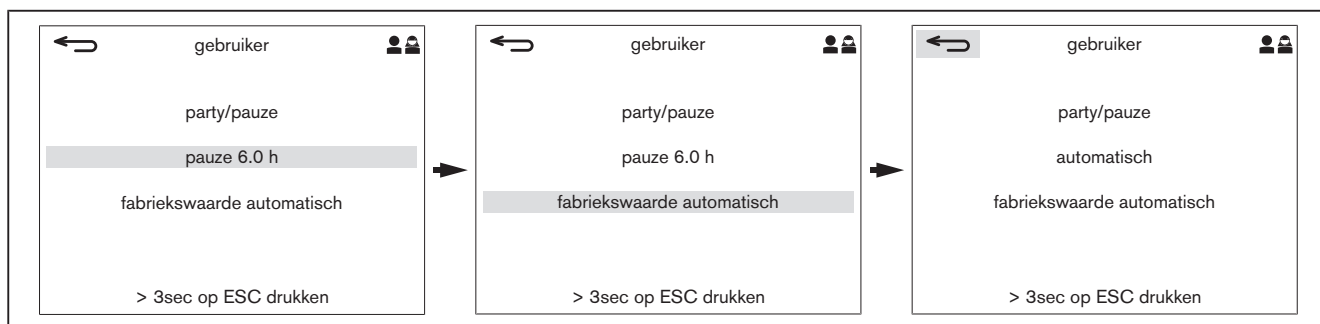 gebruiker
party/pauze
pauze 6.0 h
fabriekswaarde automatisch
> 3sec op ESC drukken
gebruiker
party/pauze
pauze 6.0 h
fabriekswaarde automatisch
> 3sec op ESC drukken
gebruiker
party/pauze
automatisch
fabriekswaarde automatisch
> 3sec op ESC drukken